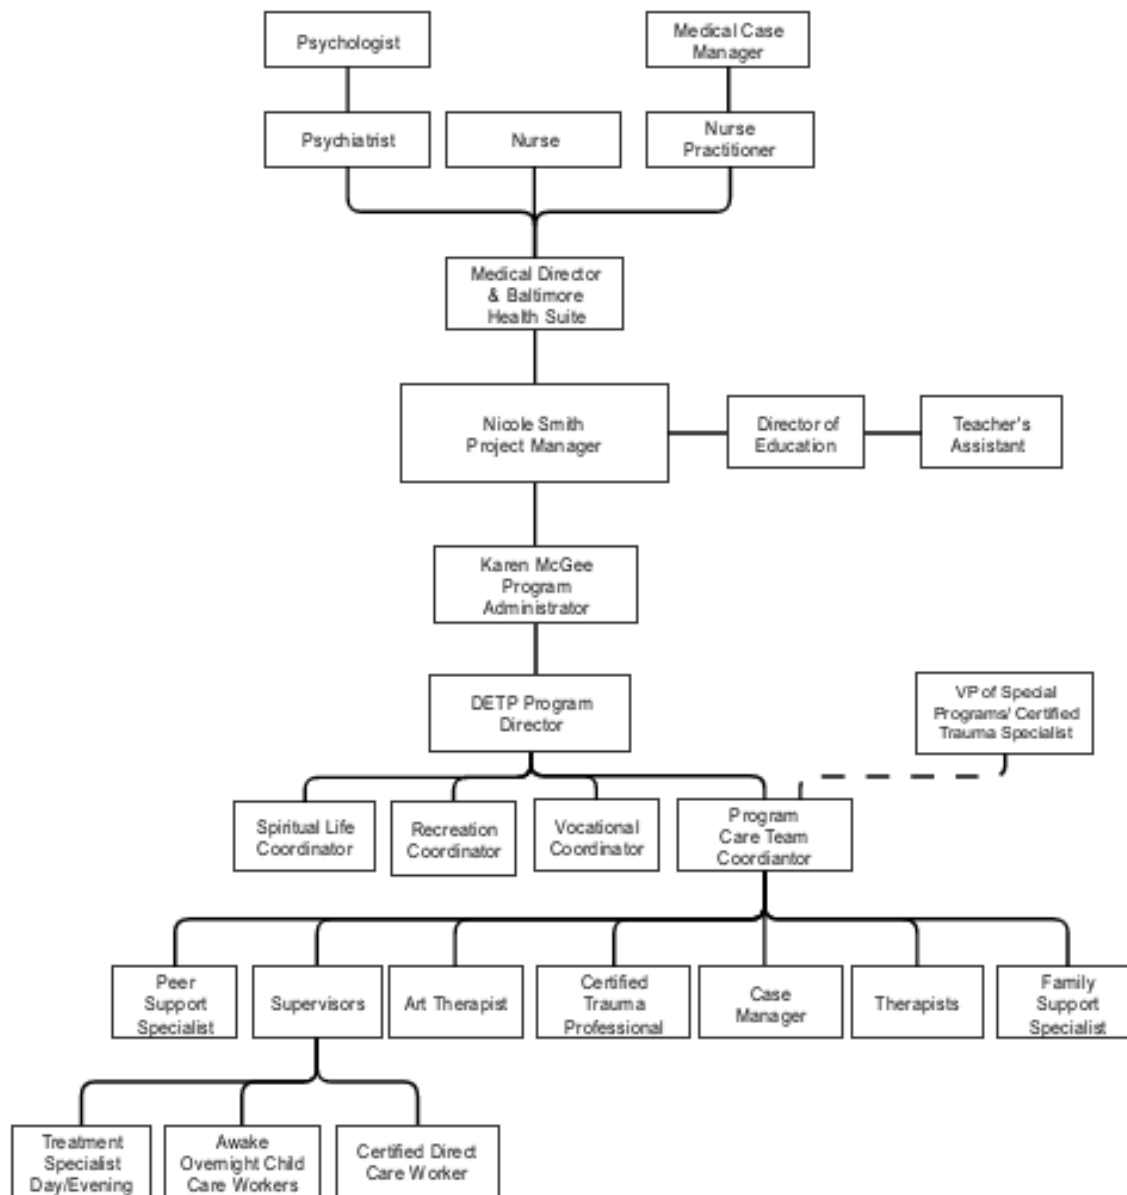 Psychologist
Medical Case
Manager
Psychiatrist
Nurse
Nurse
Practitioner
Medical Director
& Baltimore
Health Suite
Nicole Smith
Project Manager
Director of
Education
Teacher's
Assistant
Karen McGee
Program
Administrator
DETP Program
Director
VP of Special
Programs/ Certified
Trauma Specialist
Spiritual Life
Coordinator
Recreation
Coordinator
Vocational
Coordinator
Program
Care Team
Coordiantor
Peer
Support
Specialist
Supervisors
Art Therapist
Certified
Trauma
Professional
Case
Manager
Therapists
Family
Support
Specialist
Treatment
Specialist
Day/Evening
Awake
Overnight Child
Care Workers
Certified Direct
Care Worker